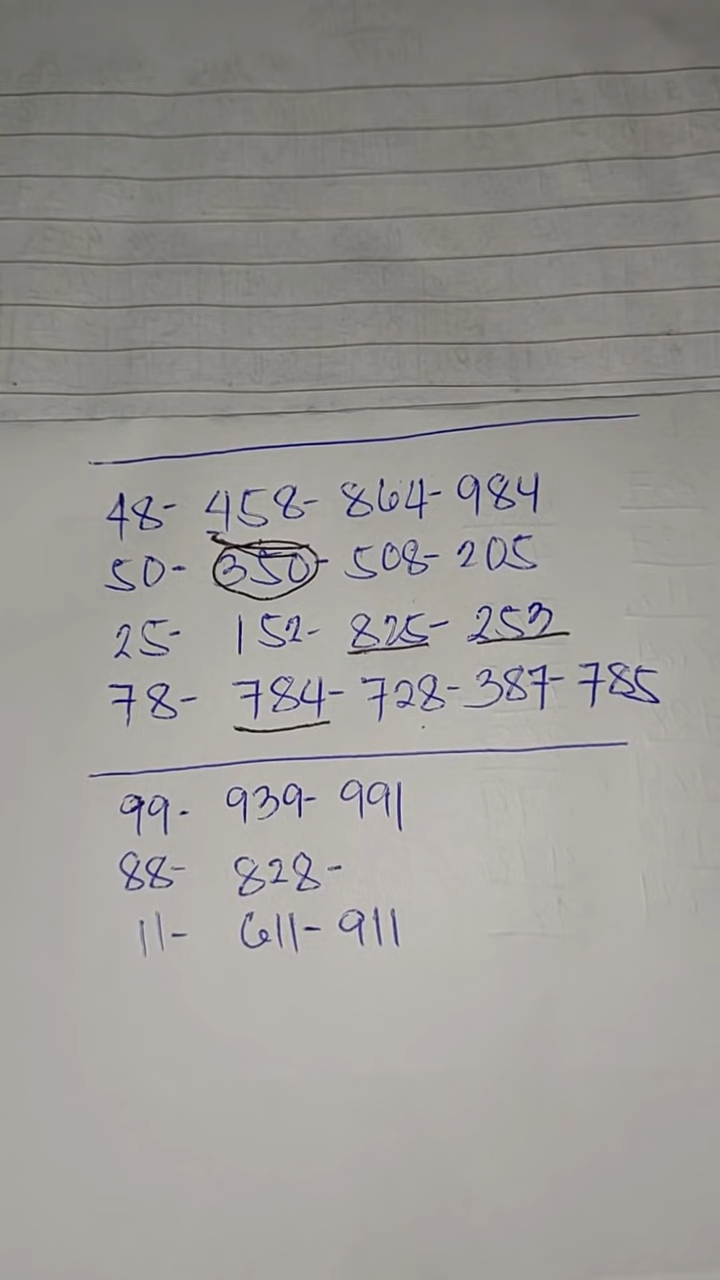 48- 458- 864- 984
50- 350- 508- 205
25- 152- 825- 253
78- 784- 728- 387- 785
99- 939- 991
88- 828-
11- 611- 911